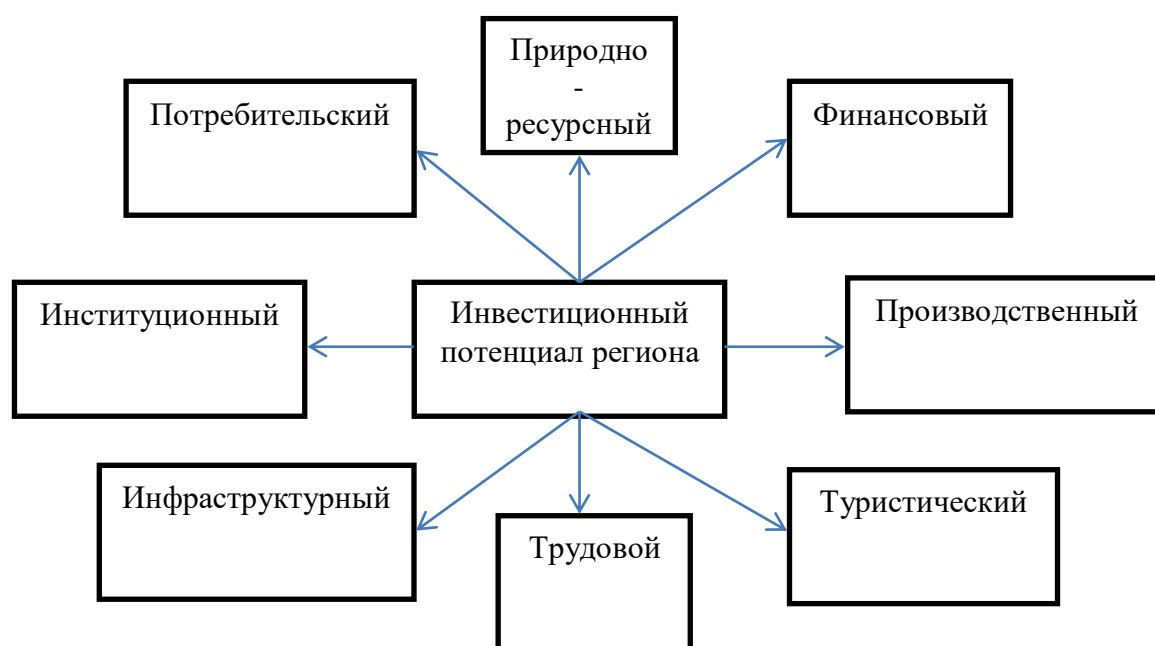 Природно
-
ресурсный
Потребительский
Финансовый
Институционный
Инвестиционный
потенциал региона
Производственный
Инфраструктурный
Трудовой
Туристический